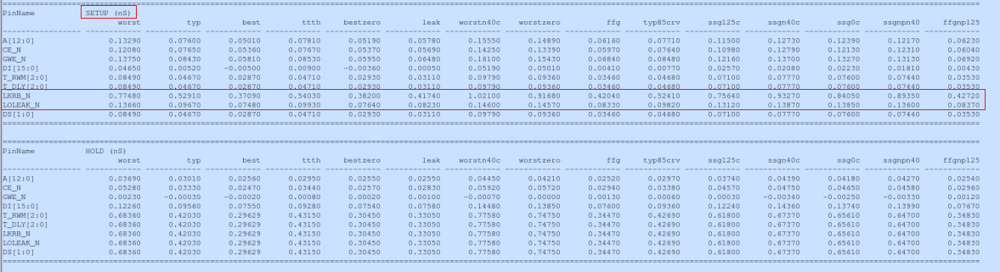 PinName SETUP (nS)
worst typ best ttth bestzero leak worstn40c worstzero ffg typ85crv ssg125c ssgn40c ssg0c ssgnpn40 ffgnp125
A[12:0] 0.13290 0.07600 0.05010 0.07810 0.05190 0.05780 0.15550 0.14890 0.06160 0.07710 0.11500 0.12730 0.12390 0.12170 0.06230
CE_N 0.12080 0.07650 0.05360 0.07670 0.05370 0.05690 0.14250 0.13390 0.05970 0.07640 0.10980 0.12790 0.12130 0.12310 0.06040
GWE_N 0.13750 0.08430 0.05810 0.08530 0.05950 0.06480 0.16100 0.15430 0.06840 0.08480 0.12160 0.13700 0.13270 0.13130 0.06920
DI[15:0] 0.04650 0.00520 -0.00500 0.00900 -0.00360 0.00050 0.05190 0.05010 0.00410 0.00770 0.02570 0.02080 0.02230 0.01810 0.00430
T_RWM[2:0] 0.08490 0.04670 0.02870 0.04710 0.02930 0.03110 0.09790 0.09360 0.03460 0.04680 0.07100 0.07770 0.07600 0.07440 0.03530
T_DLY[2:0] 0.08490 0.04670 0.02870 0.04710 0.02930 0.03110 0.09790 0.09360 0.03460 0.04680 0.07100 0.07770 0.07600 0.07440 0.03530
LKRB_N 0.77480 0.52910 0.37090 0.54030 0.38200 0.41740 1.02100 0.91680 0.42040 0.52410 0.75640 0.93270 0.84050 0.89350 0.42720
LOLEAK_N 0.13660 0.09670 0.07480 0.09930 0.07640 0.08230 0.14600 0.14570 0.08330 0.09820 0.13120 0.13870 0.13850 0.13600 0.08370
DS[1:0] 0.08490 0.04670 0.02870 0.04710 0.02930 0.03110 0.09790 0.09360 0.03460 0.04680 0.07100 0.07770 0.07600 0.07440 0.03530
PinName HOLD (nS)
worst typ best ttth bestzero leak worstn40c worstzero ffg typ85crv ssg125c ssgn40c ssg0c ssgnpn40 ffgnp125
A[12:0] 0.03690 0.03010 0.02560 0.02950 0.02550 0.02550 0.04450 0.04210 0.02520 0.02970 0.03740 0.04390 0.04180 0.04270 0.02540
CE_N 0.05280 0.03330 0.02470 0.03440 0.02570 0.02830 0.05920 0.05720 0.02940 0.03380 0.04570 0.04750 0.04650 0.04580 0.02960
GWE_N 0.00230 -0.00030 -0.00020 0.00080 0.00020 0.00100 -0.00070 0.00000 0.00130 0.00060 0.00030 -0.00340 -0.00250 -0.00330 0.00120
DI[15:0] 0.12260 0.09560 0.07550 0.09280 0.07540 0.07580 0.14480 0.13850 0.07600 0.09360 0.12240 0.14360 0.13740 0.13990 0.07670
T_RWM[2:0] 0.68360 0.42030 0.29629 0.43150 0.30450 0.33050 0.77580 0.74750 0.34470 0.42690 0.61800 0.67370 0.65610 0.64700 0.34830
T_DLY[2:0] 0.68360 0.42030 0.29629 0.43150 0.30450 0.33050 0.77580 0.74750 0.34470 0.42690 0.61800 0.67370 0.65610 0.64700 0.34830
LKRB_N 0.68360 0.42030 0.29629 0.43150 0.30450 0.33050 0.77580 0.74750 0.34470 0.42690 0.61800 0.67370 0.65610 0.64700 0.34830
LOLEAK_N 0.68360 0.42030 0.29629 0.43150 0.30450 0.33050 0.77580 0.74750 0.34470 0.42690 0.61800 0.67370 0.65610 0.64700 0.34830
DS[1:0] 0.68360 0.42030 0.29629 0.43150 0.30450 0.33050 0.77580 0.74750 0.34470 0.42690 0.61800 0.67370 0.65610 0.64700 0.34830